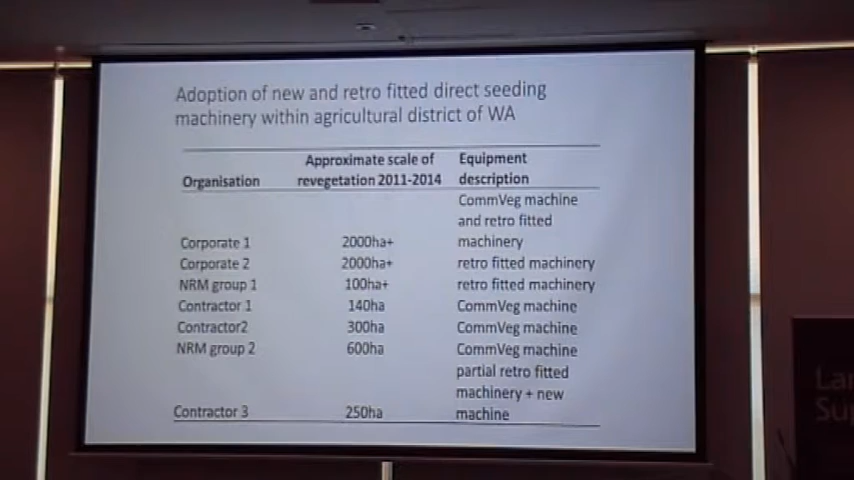 Adoption of new and retro fitted direct seeding
machinery within agricultural district of WA
Approximate scale of Equipment
Organisation revegetation 2011-2014 description
CommVeg machine
and retro fitted
Corporate 1 2000ha+ machinery
Corporate 2 2000ha+ retro fitted machinery
NRM group 1 100ha+ retro fitted machinery
Contractor 1 140ha CommVeg machine
Contractor2 300ha CommVeg machine
NRM group 2 600ha CommVeg machine
partial retro fitted
machinery + new
Contractor 3 250ha machine